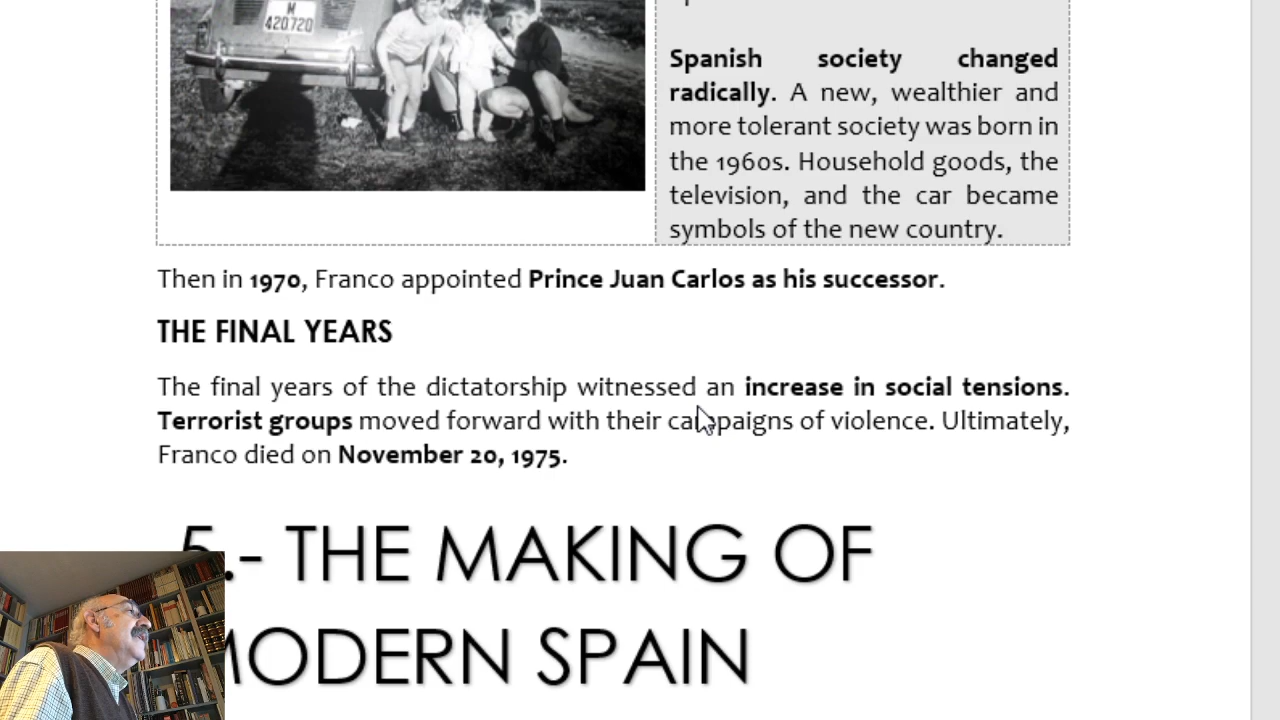 M
420720
Spanish society changed
radically. A new, wealthier and
more tolerant society was born in
the 1960s. Household goods, the
television, and the car became
symbols of the new country.
Then in 1970, Franco appointed Prince Juan Carlos as his successor.
THE FINAL YEARS
The final years of the dictatorship witnessed an increase in social tensions.
Terrorist groups moved forward with their campaigns of violence. Ultimately,
Franco died on November 20, 1975.
5.- THE MAKING OF
MODERN SPAIN